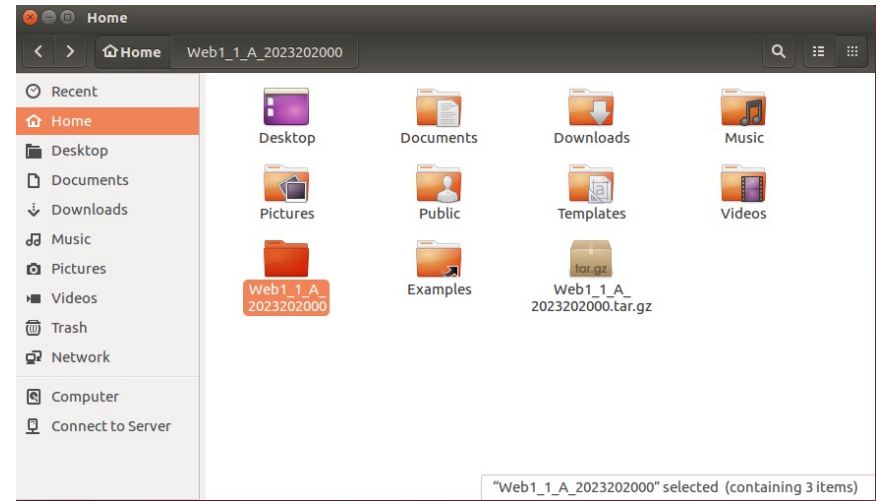 Home
Home Web1_1_A_2023202000
Recent
Home
Desktop
Documents
Downloads
Music
Pictures
Videos
Trash
Network
Computer
Connect to Server
Desktop Documents Downloads Music
Pictures Public a Templates Videos
tar.gz
Web1_1_A_ Examples Web1_1_A_
2023202000 2023202000.tar.gz
"Web1_1_A_2023202000" selected (containing 3 items)